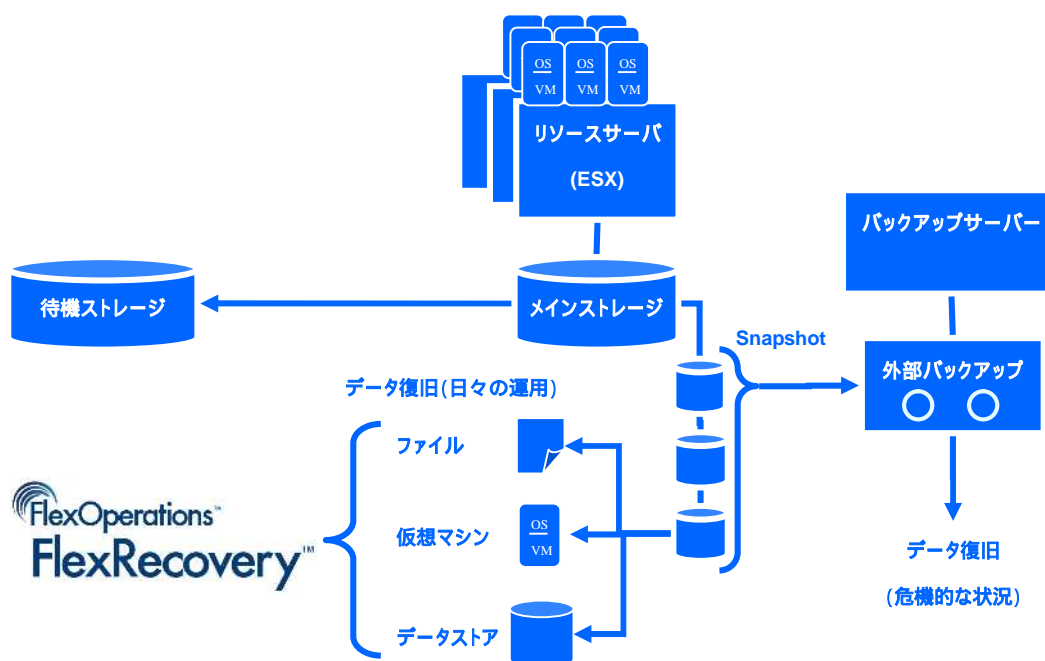 OS
OS
OS
VM
VM
VM
リソースサーバ
(ESX)
バックアップサーバー
待機ストレージ
メインストレージ
Snapshot
外部バックアップ
データ復旧(日々の運用)
ファイル
FlexOperations™
FlexRecovery™
仮想マシン
OS
VM
データ復旧
(危機的な状況)
データストア